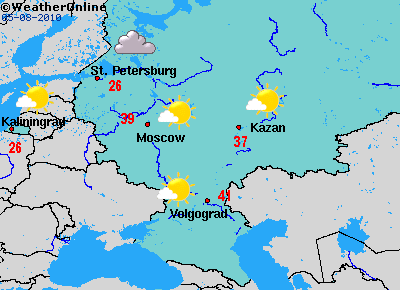 ©WeatherOnline
05-08-2010
St. Petersburg
26
Kaliningrad
26
39
Moscow
Kazan
37
41
Volgograd